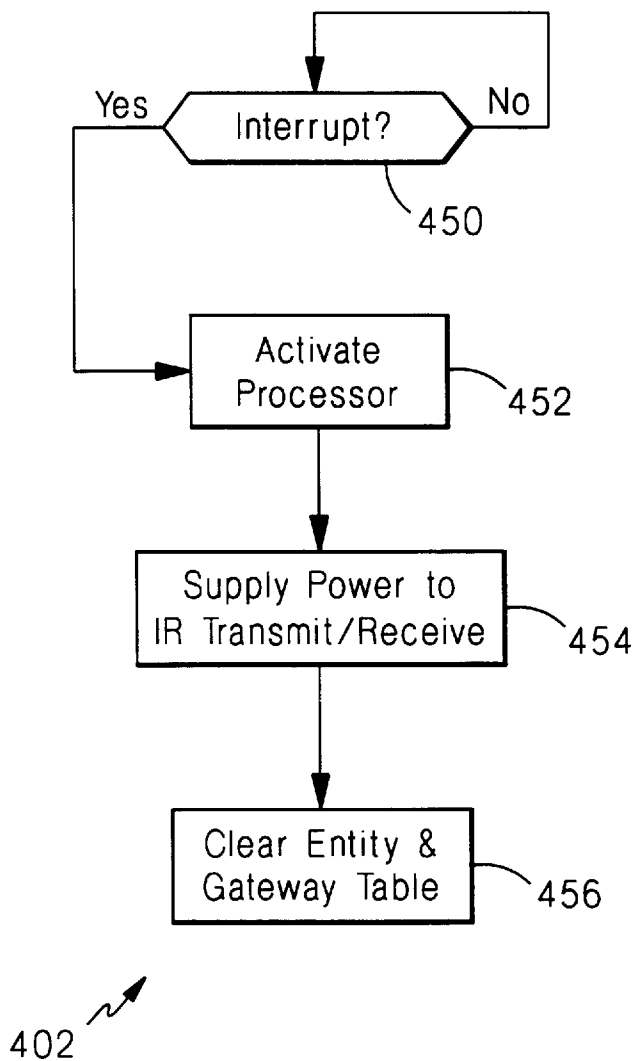 Yes
Interrupt?
No
450
Activate
Processor
452
Supply Power to
IR Transmit/Receive
454
Clear Entity &
Gateway Table
456
402